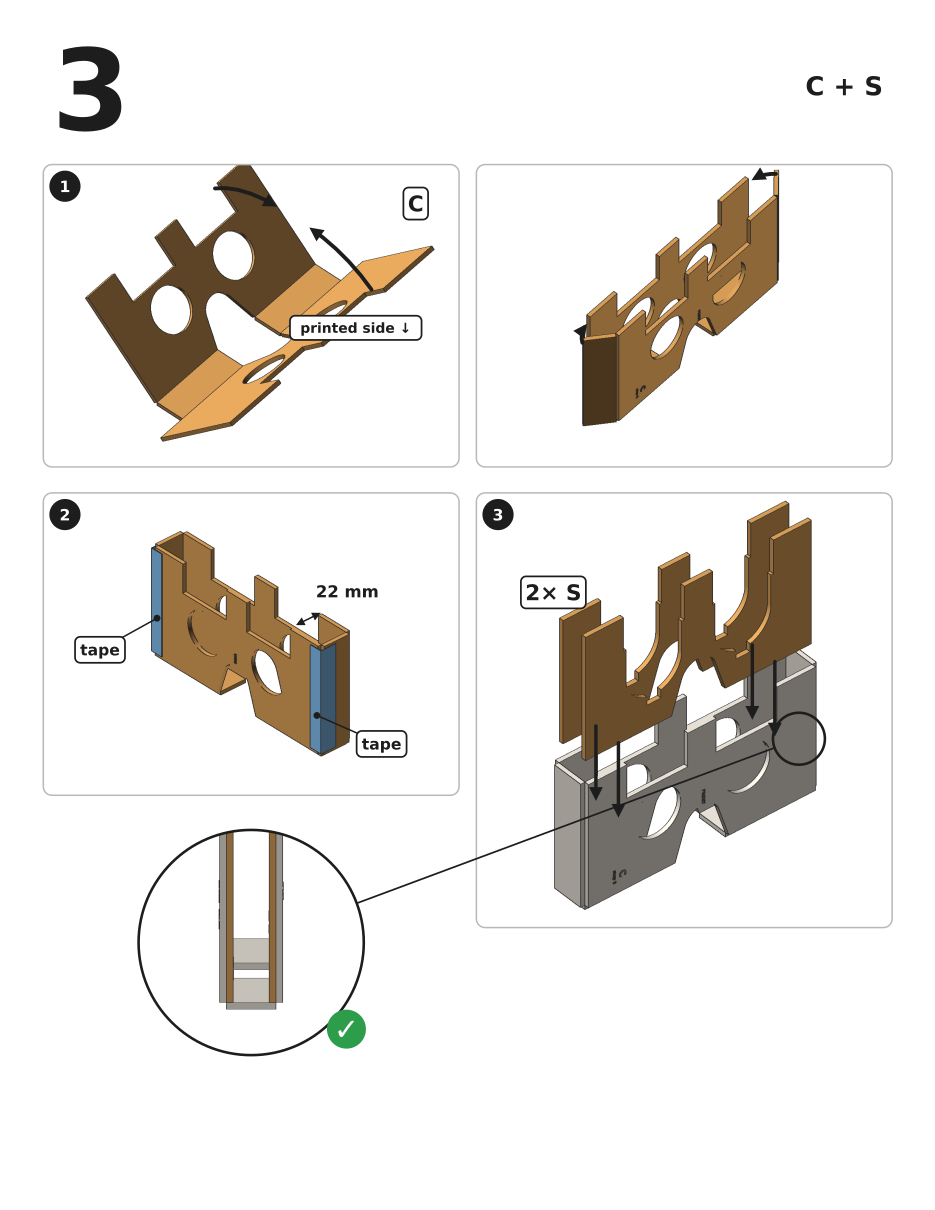 3
C + S
1
C
printed side ↓
2
22 mm
tape
tape
3
2× S
✓